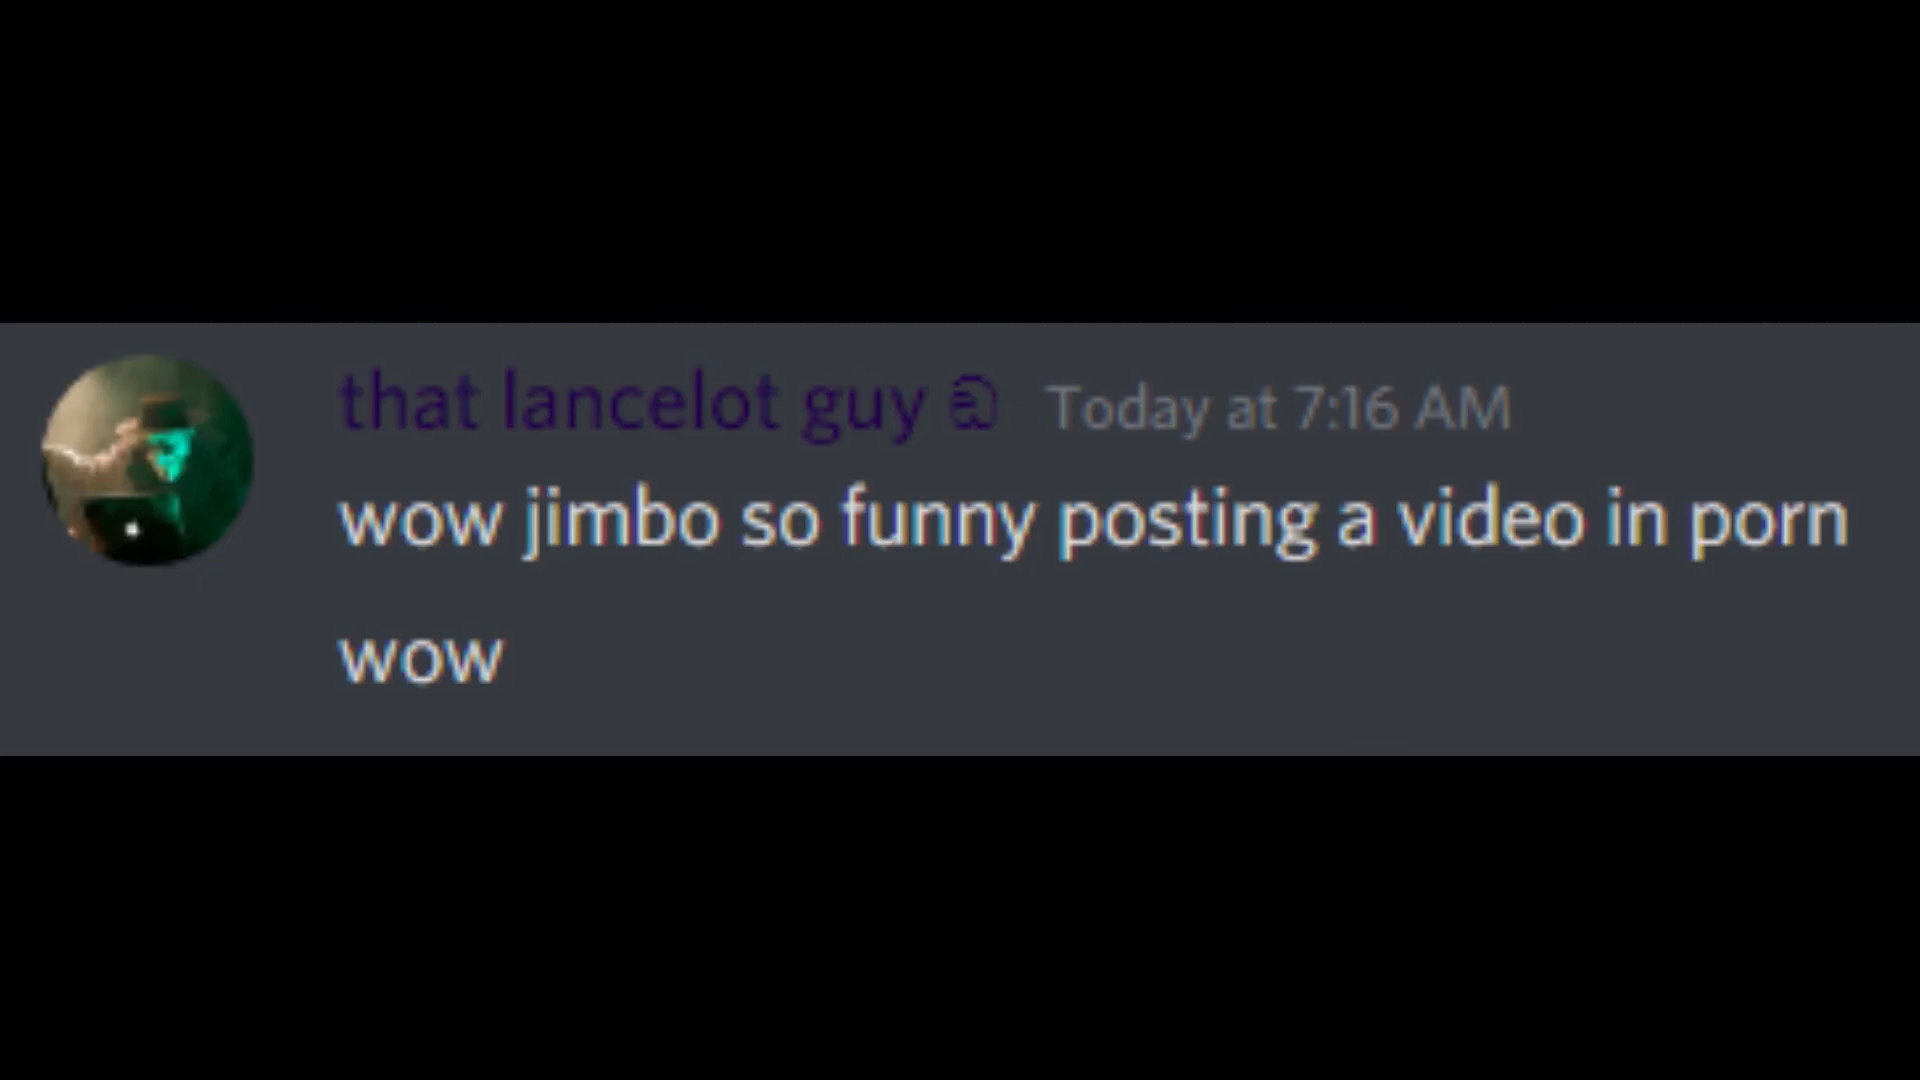 that lancelot guy ඞ Today at 7:16 AM
wow jimbo so funny posting a video in porn
wow